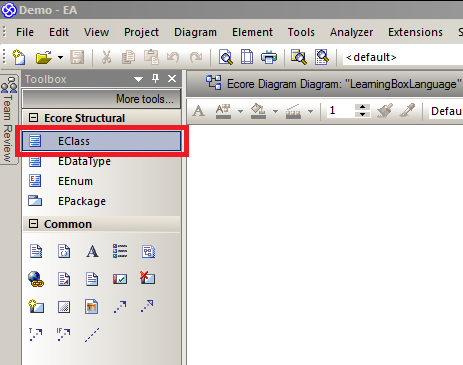 Demo - EA
File Edit View Project Package Diagram Element Tools Analyzer Extensions
<default>
Toolbox
More tools...
Ecore Structural
EClass
EDataType
EEnum
EPackage
Common
Team Review
Ecore Diagram Diagram: "LearningBoxLanguage"
A 1 Defau